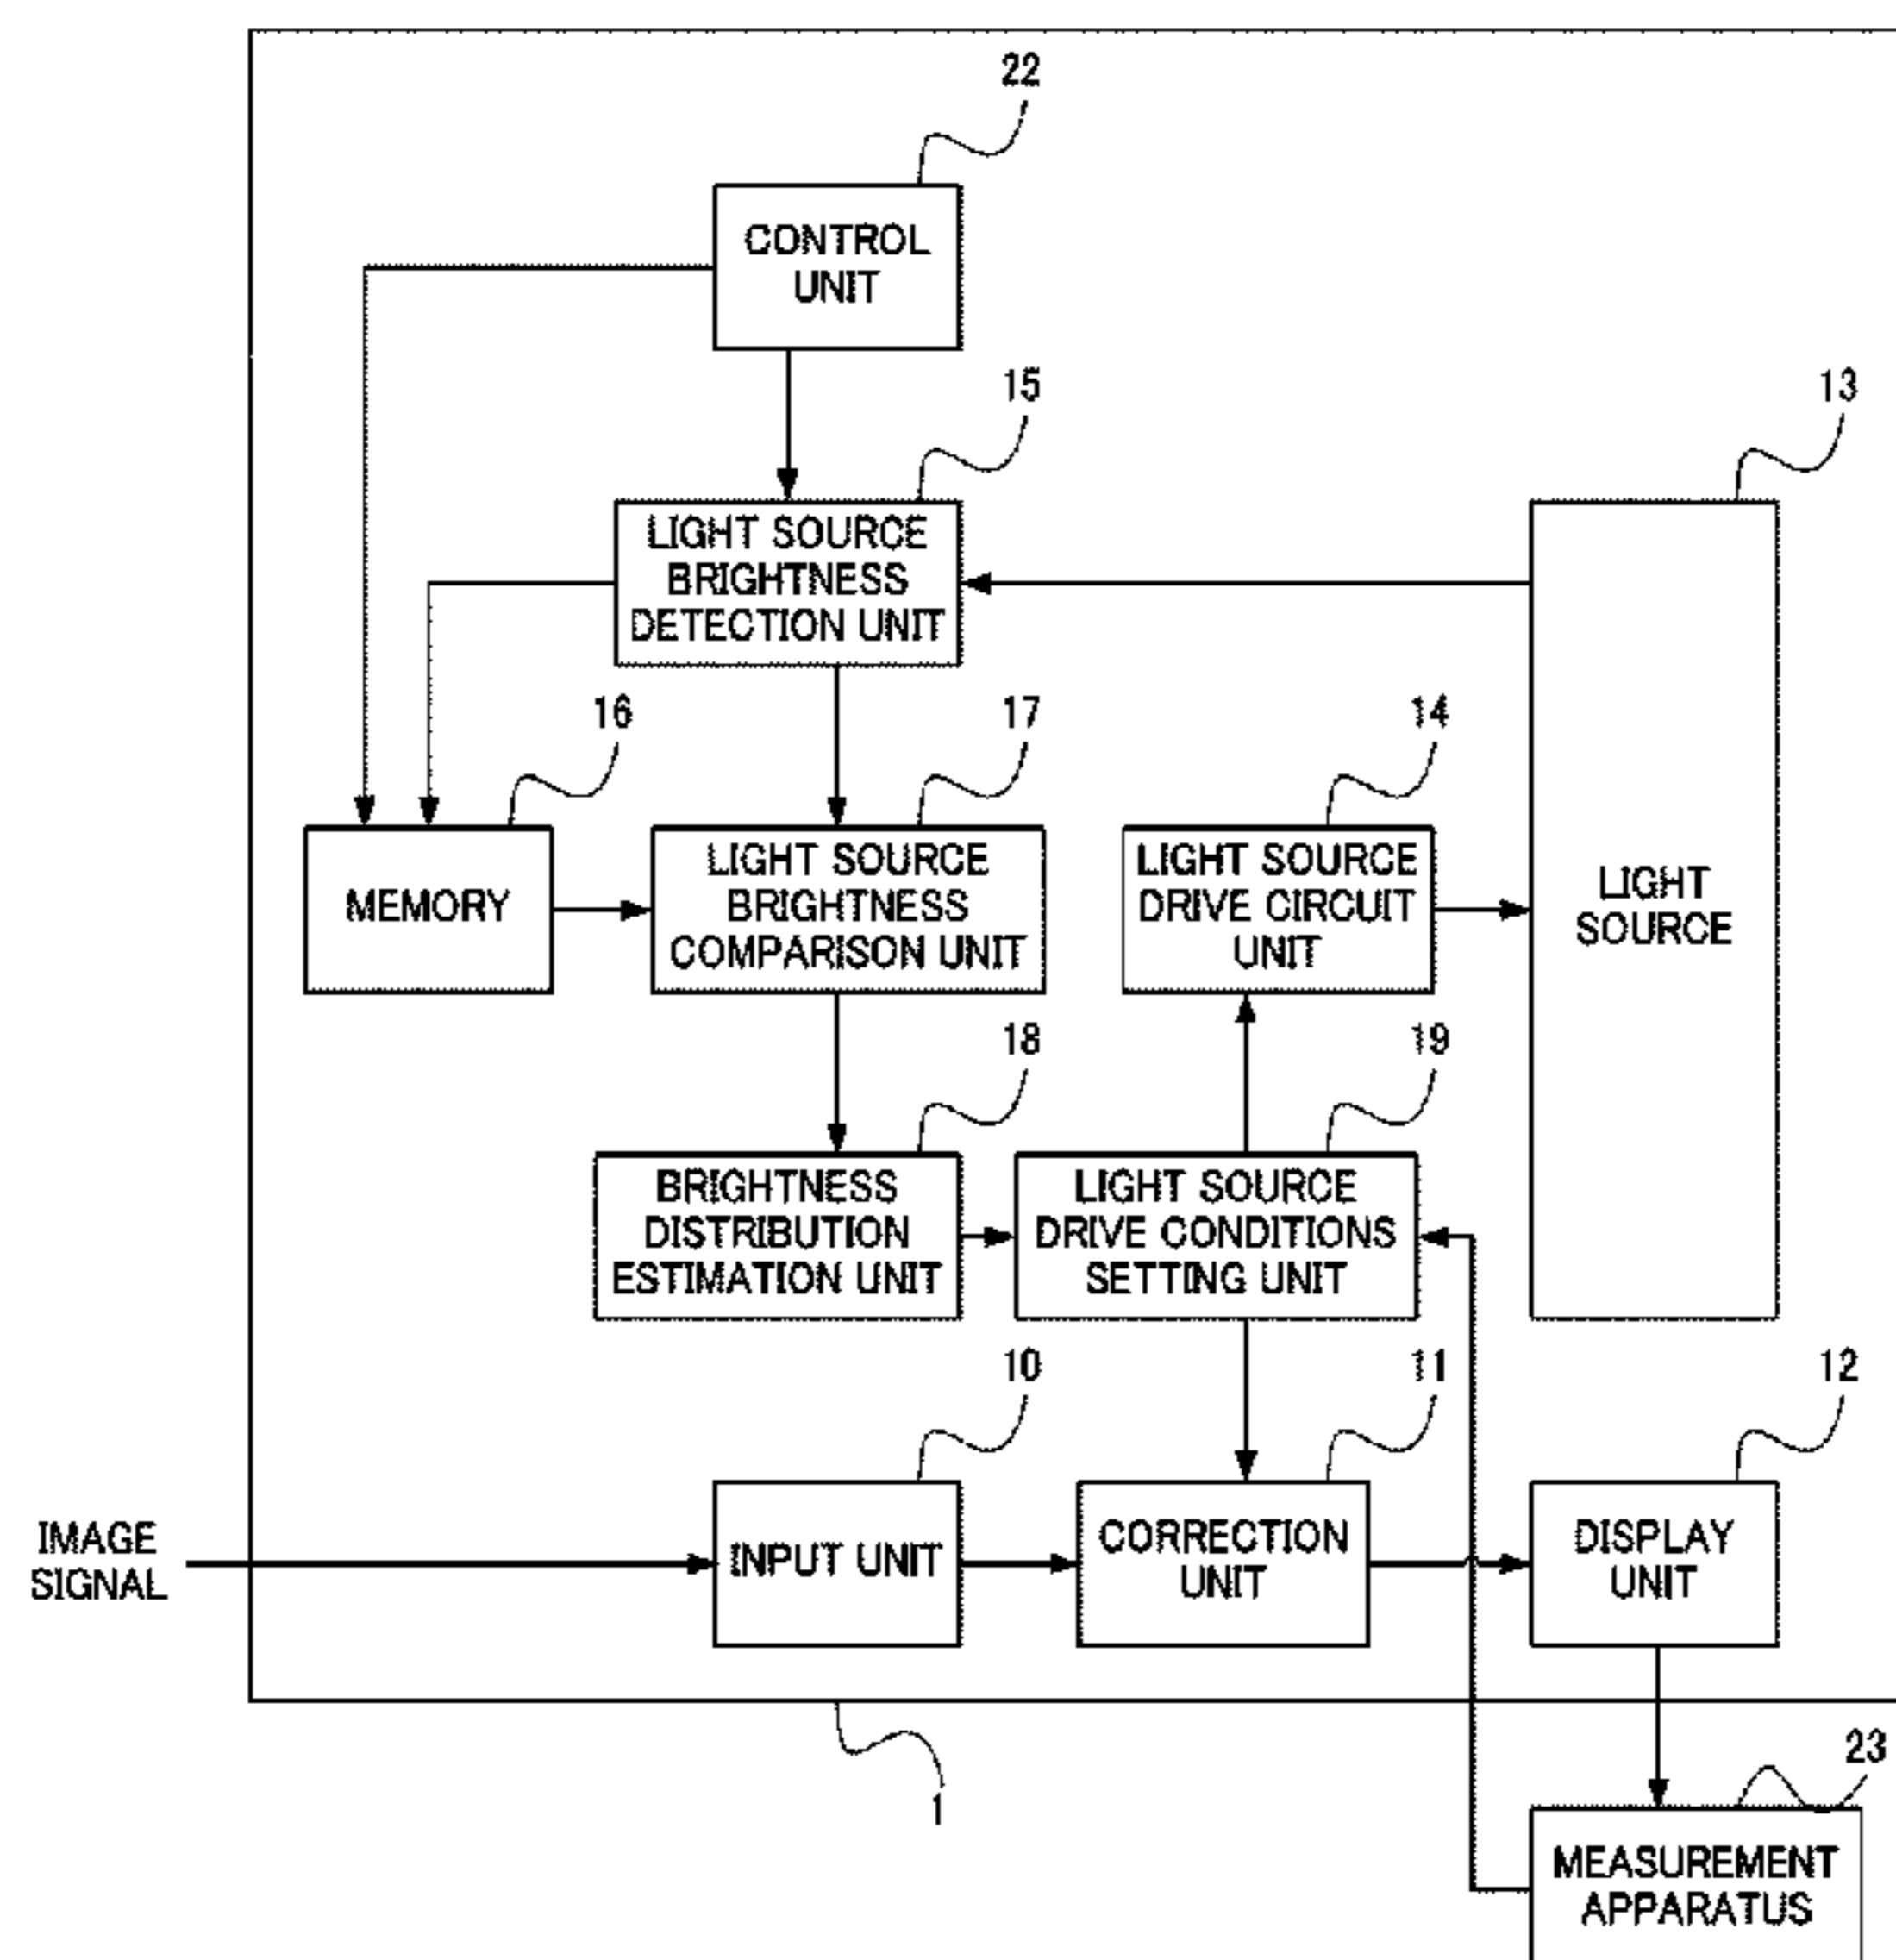 22
CONTROL
UNIT
15
13
LIGHT SOURCE
BRIGHTNESS
DETECTION UNIT
16
17
14
MEMORY
LIGHT SOURCE
BRIGHTNESS
COMPARISON UNIT
LIGHT SOURCE
DRIVE CIRCUIT
UNIT
LIGHT
SOURCE
18
19
BRIGHTNESS
DISTRIBUTION
ESTIMATION UNIT
LIGHT SOURCE
DRIVE CONDITIONS
SETTING UNIT
10
11
12
IMAGE
SIGNAL
INPUT UNIT
CORRECTION
UNIT
DISPLAY
UNIT
1
23
MEASUREMENT
APPARATUS